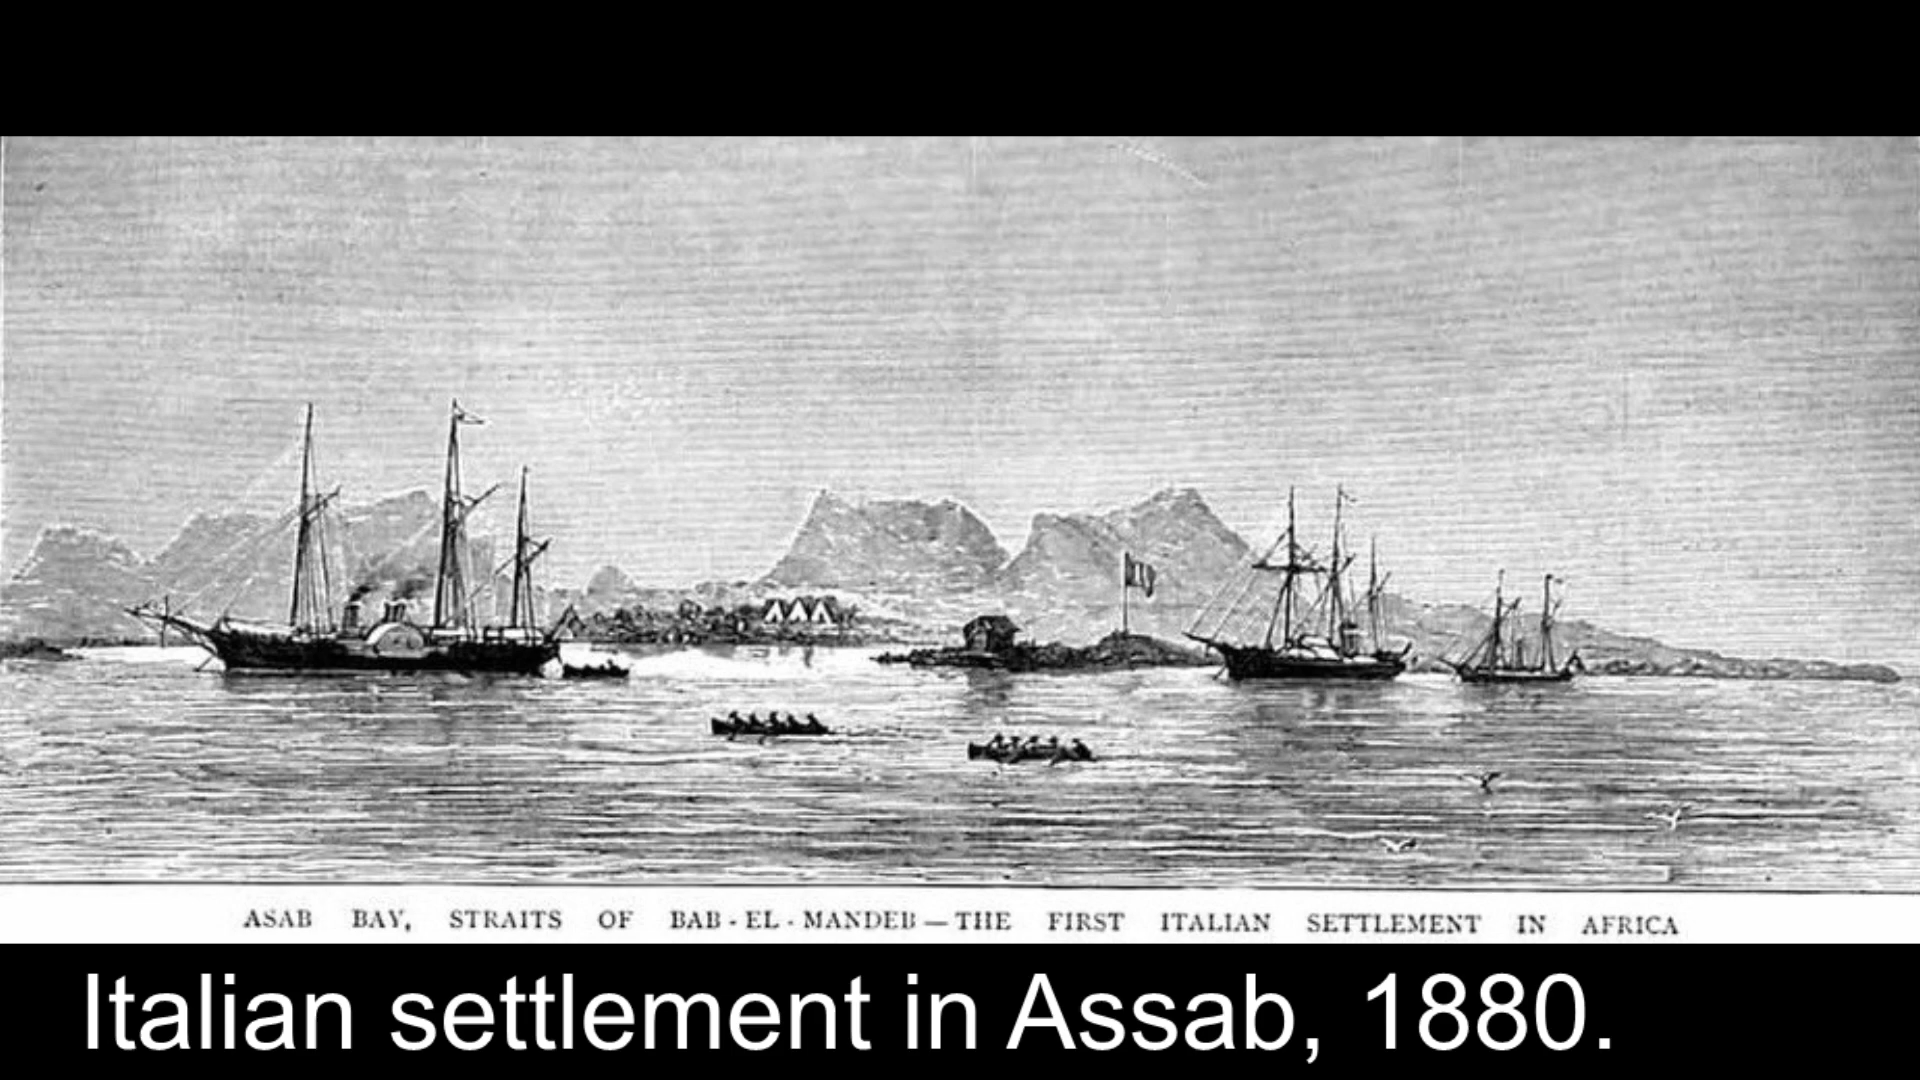 ASAB BAY, STRAITS OF BAB-EL-MANDEB—THE FIRST ITALIAN SETTLEMENT IN AFRICA
Italian settlement in Assab, 1880.